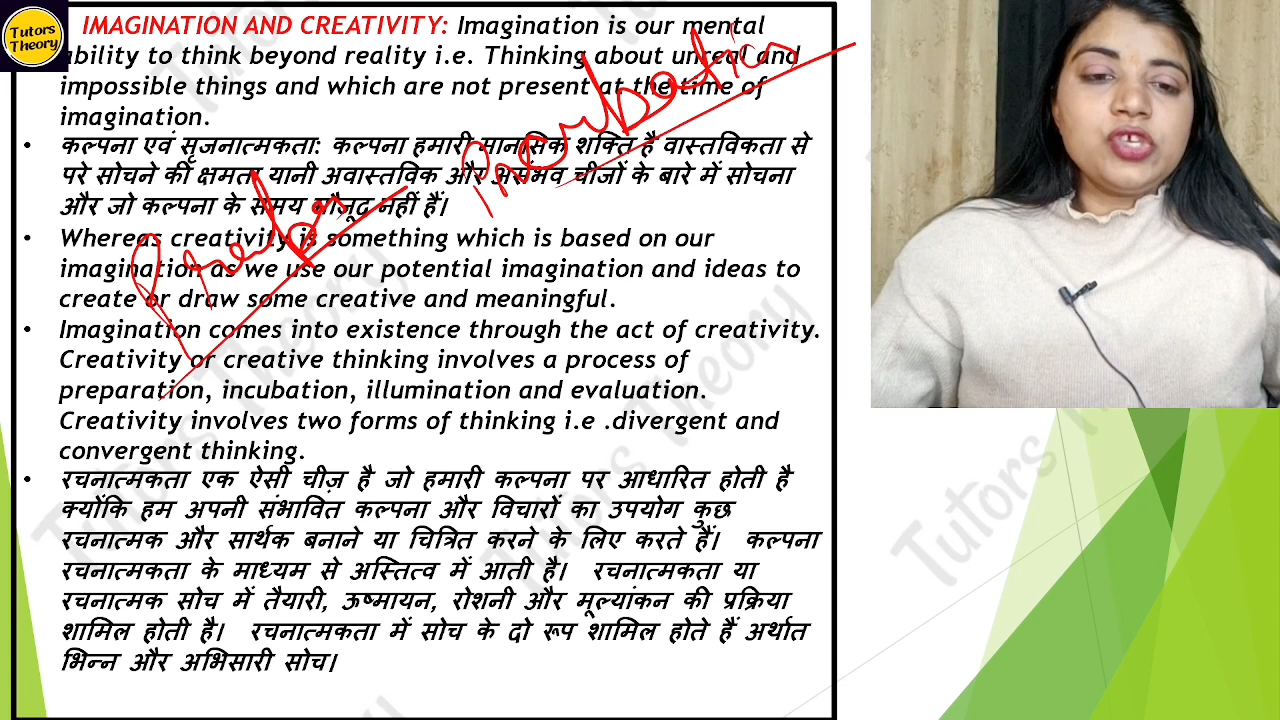 Tutors
Theory
IMAGINATION AND CREATIVITY: Imagination is our mental
ability to think beyond reality i.e. Thinking about unreal and
impossible things and which are not present at the time of
imagination.
• कल्पना एवं सृजनात्मकता: कल्पना हमारी मानसिक शक्ति है वास्तविकता से
परे सोचने की क्षमता यानी अवास्तविक और असंभव चीजों के बारे में सोचना
और जो कल्पना के समय मौजूद नहीं हैं।
• Whereas creativity is something which is based on our
imagination as we use our potential imagination and ideas to
create or draw some creative and meaningful.
• Imagination comes into existence through the act of creativity.
Creativity or creative thinking involves a process of
preparation, incubation, illumination and evaluation.
Creativity involves two forms of thinking i.e .divergent and
convergent thinking.
• रचनात्मकता एक ऐसी चीज़ है जो हमारी कल्पना पर आधारित होती है
क्योंकि हम अपनी संभावित कल्पना और विचारों का उपयोग कुछ
रचनात्मक और सार्थक बनाने या चित्रित करने के लिए करते हैं। कल्पना
रचनात्मकता के माध्यम से अस्तित्व में आती है। रचनात्मकता या
रचनात्मक सोच में तैयारी, ऊष्मायन, रोशनी और मूल्यांकन की प्रक्रिया
शामिल होती है। रचनात्मकता में सोच के दो रूप शामिल होते हैं अर्थात
भिन्न और अभिसारी सोच।
Tutors Theory